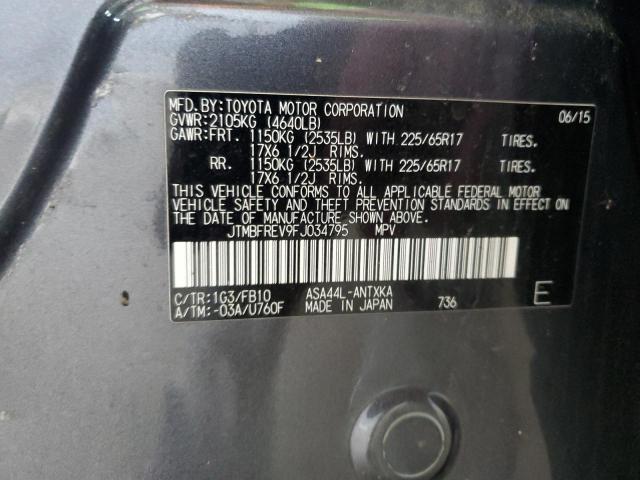 MFD.BY:TOYOTA MOTOR CORPORATION 06/15
GVWR:2105KG (4640LB)
GAWR:FRT. 1150KG (2535LB) WITH 225/65R17 TIRES.
17X6 1/2J RIMS.
RR. 1150KG (2535LB) WITH 225/65R17 TIRES.
17X6 1/2J RIMS.
THIS VEHICLE CONFORMS TO ALL APPLICABLE FEDERAL MOTOR
VEHICLE SAFETY AND THEFT PREVENTION STANDARDS IN EFFECT ON
THE DATE OF MANUFACTURE SHOWN ABOVE.
JTMBFREV9FJ034795 MPV
C/TR:1G3/FB10 ASA44L-ANTXKA
A/TM:-03A/U760F MADE IN JAPAN 736 E